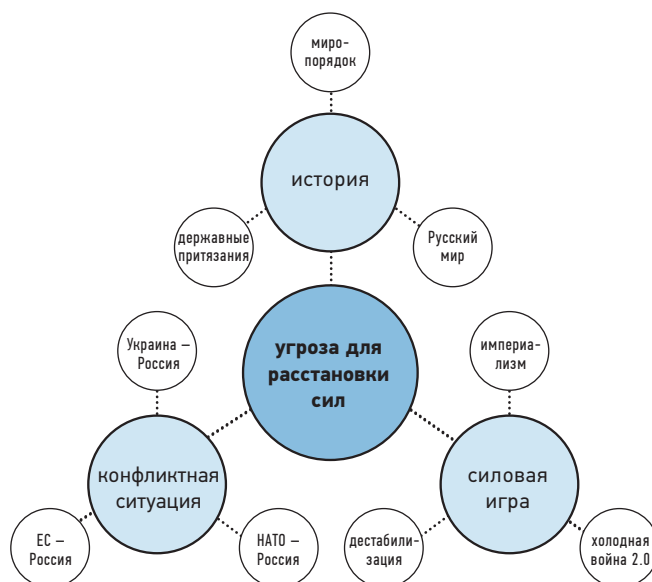 миро-
порядок
история
державные
притязания
Русский
мир
угроза для
расстановки
сил
Украина –
Россия
конфликтная
ситуация
ЕС –
Россия
НАТО –
Россия
империа-
лизм
силовая
игра
дестабили-
зация
холодная
война 2.0